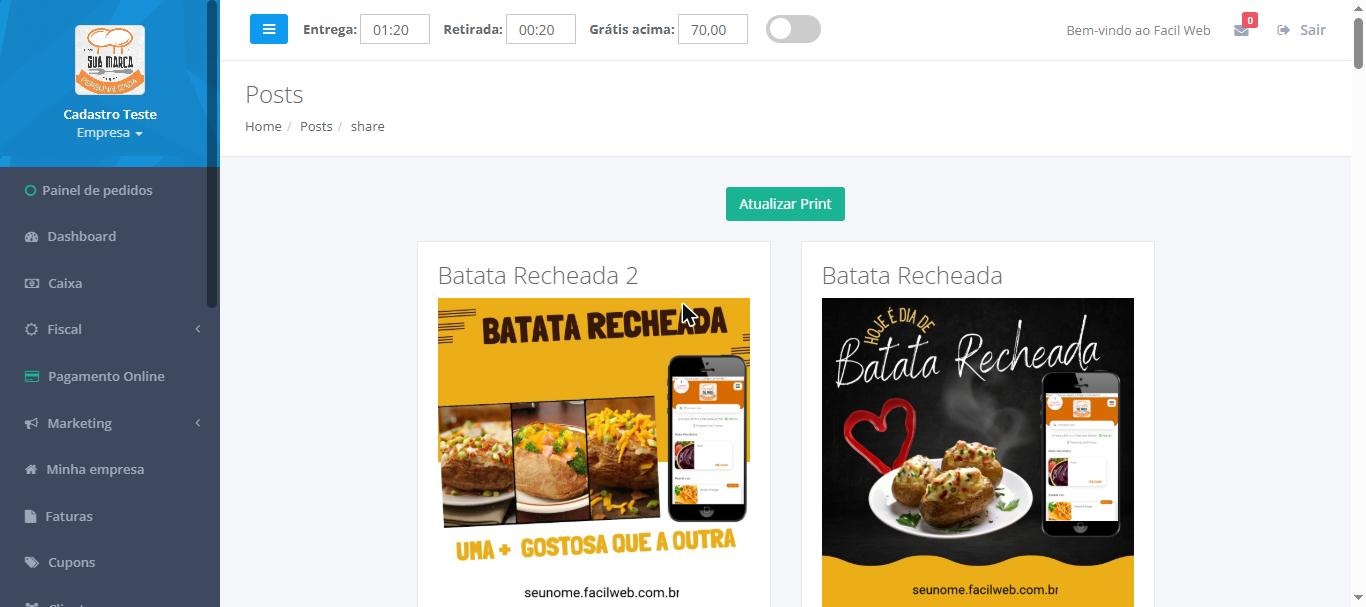 Entrega: 01:20 Retirada: 00:20 Grátis acima: 70,00
Bem-vindo ao Facil Web 0 Sair
SUA MARCA
PERSONALIZADA
Cadastro Teste
Empresa
Painel de pedidos
Dashboard
Caixa
Fiscal
Pagamento Online
Marketing
Minha empresa
Faturas
Cupons
Posts
Home / Posts / share
Atualizar Print
Batata Recheada 2
BATATA RECHEADA
UMA + GOSTOSA QUE A OUTRA
seunome.facilweb.com.br
Batata Recheada
HOJE É DIA DE
Batata Recheada
seunome.facilweb.com.br